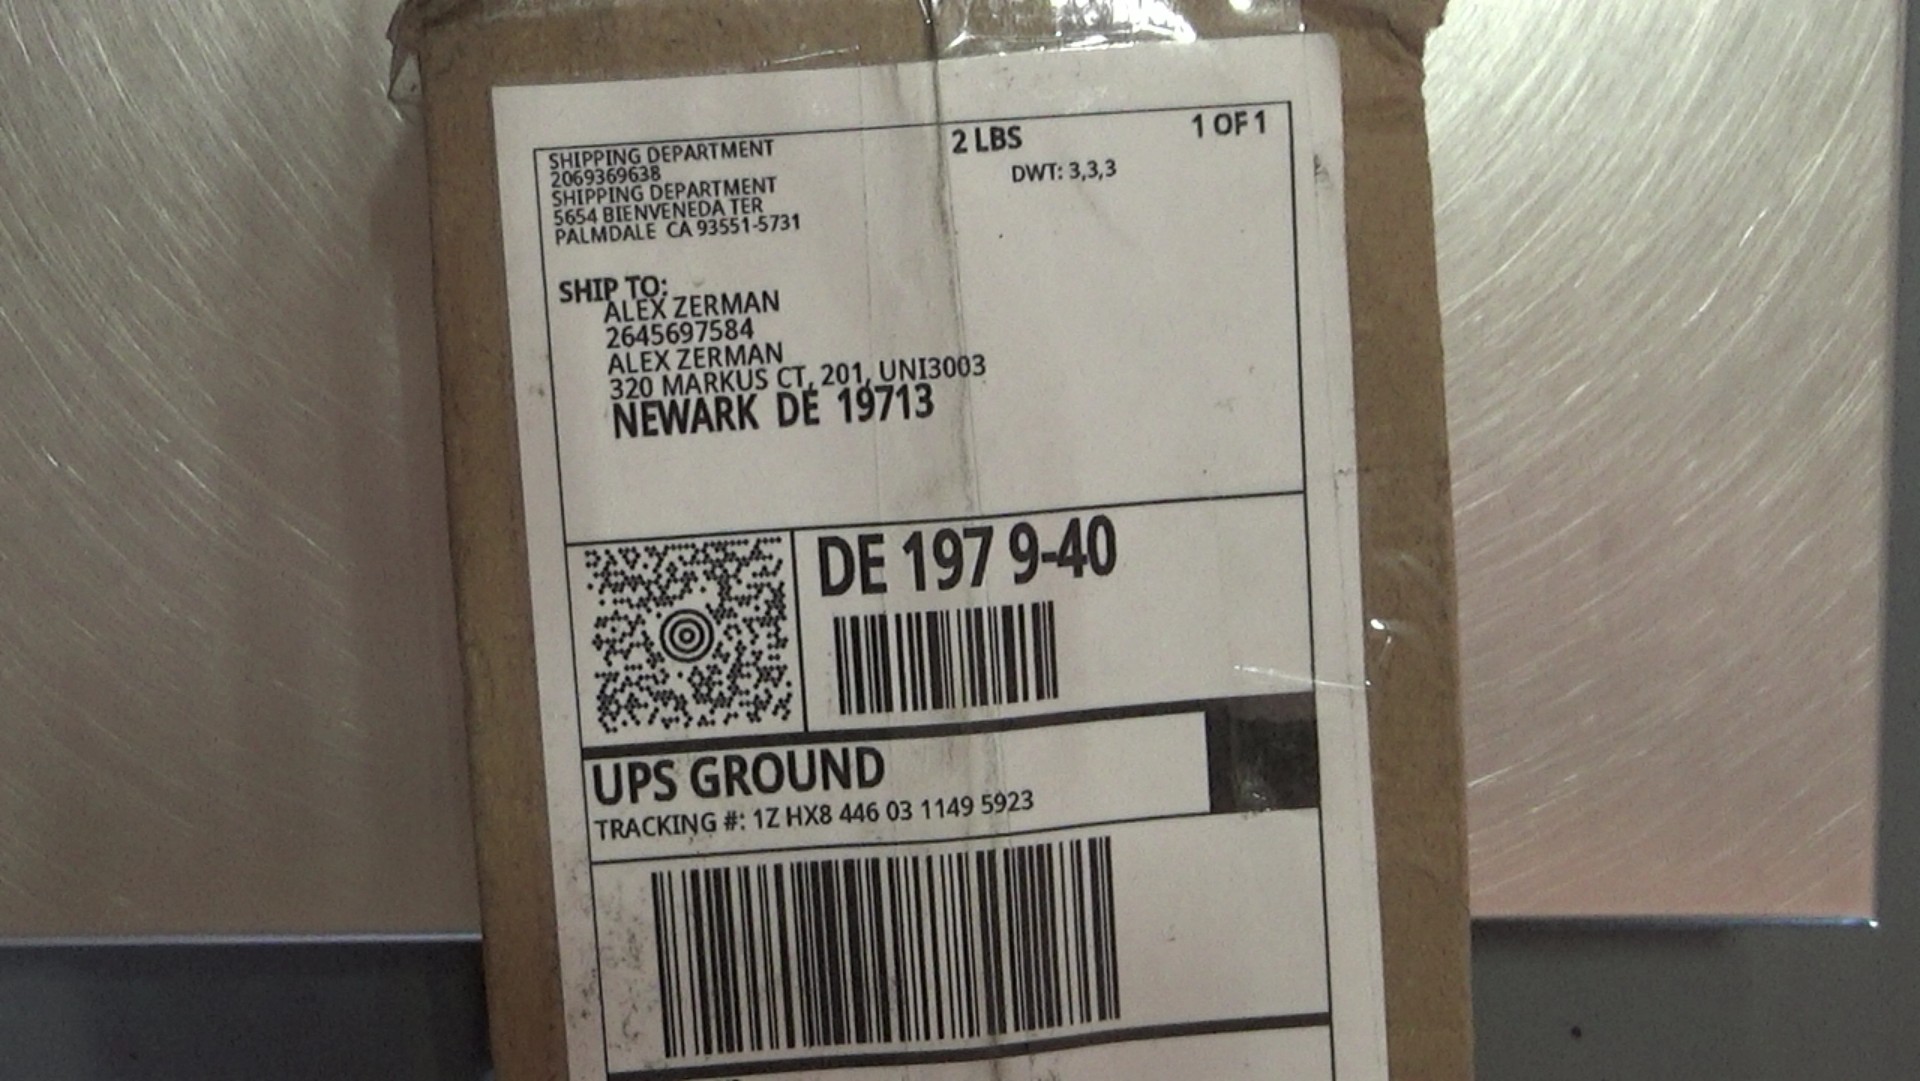 SHIPPING DEPARTMENT
2069369638
SHIPPING DEPARTMENT
5654 BIENVENEDA TER
PALMDALE CA 93551-5731
2 LBS
1 OF 1
DWT: 3,3,3
SHIP TO:
ALEX ZERMAN
2645697584
ALEX ZERMAN
320 MARKUS CT, 201, UNI3003
NEWARK DE 19713
DE 197 9-40
UPS GROUND
TRACKING #: 1Z HX8 446 03 1149 5923